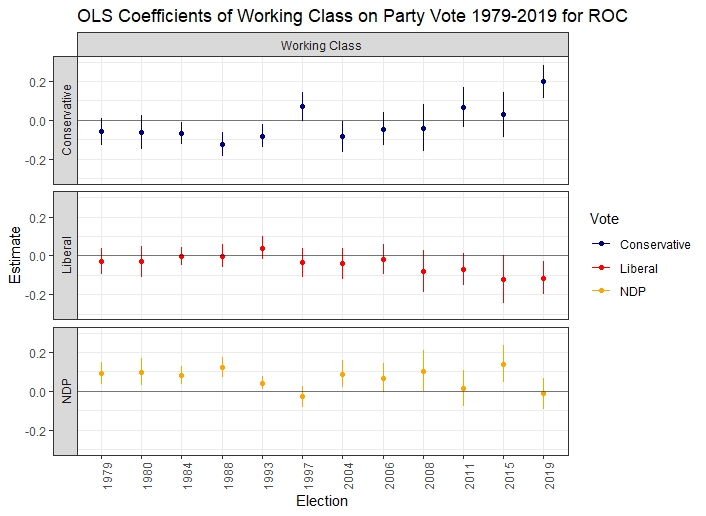 OLS Coefficients of Working Class on Party Vote 1979-2019 for ROC
Working Class
Conservative
0.2
0.0
-0.2
Liberal
0.2
0.0
-0.2
NDP
0.2
0.0
-0.2
Estimate
1979
1980
1984
1988
1993
1997
2004
2006
2008
2011
2015
2019
Election
Vote
Conservative
Liberal
NDP